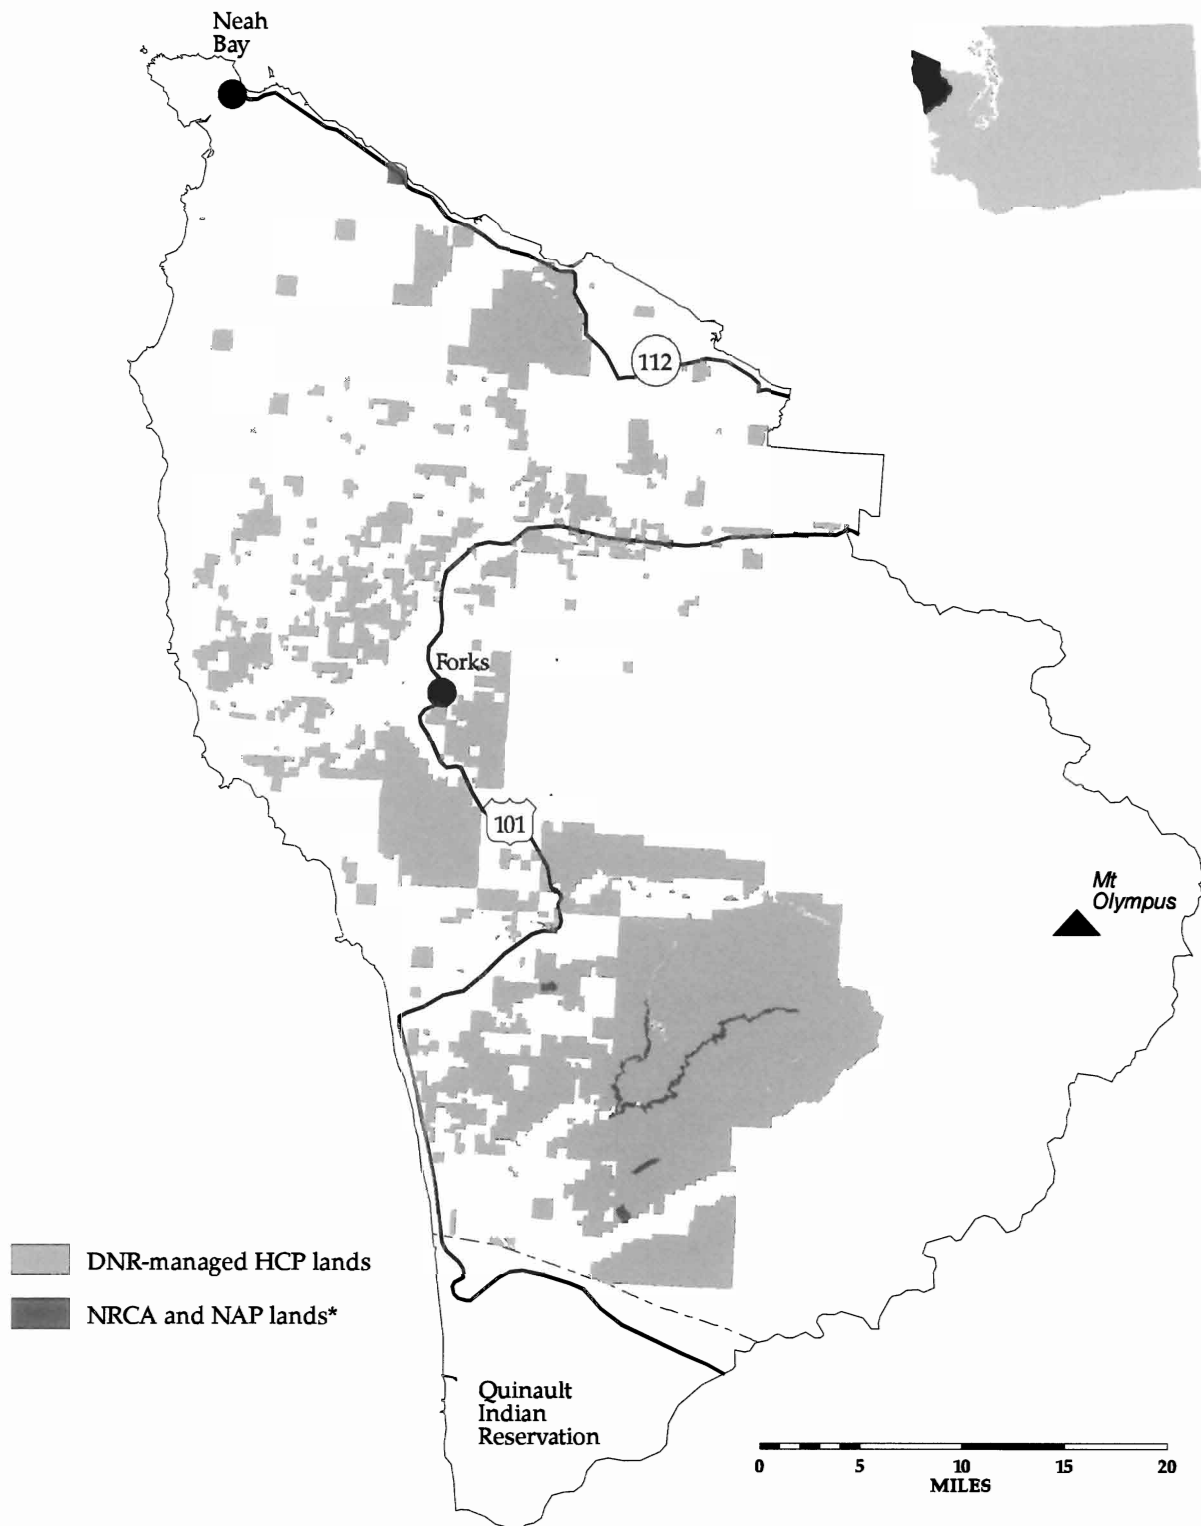 Neah
Bay
112
Forks
101
Mt
Olympus
DNR-managed HCP lands
NRCA and NAP lands*
Quinault
Indian
Reservation
0 5 10 15 20
MILES